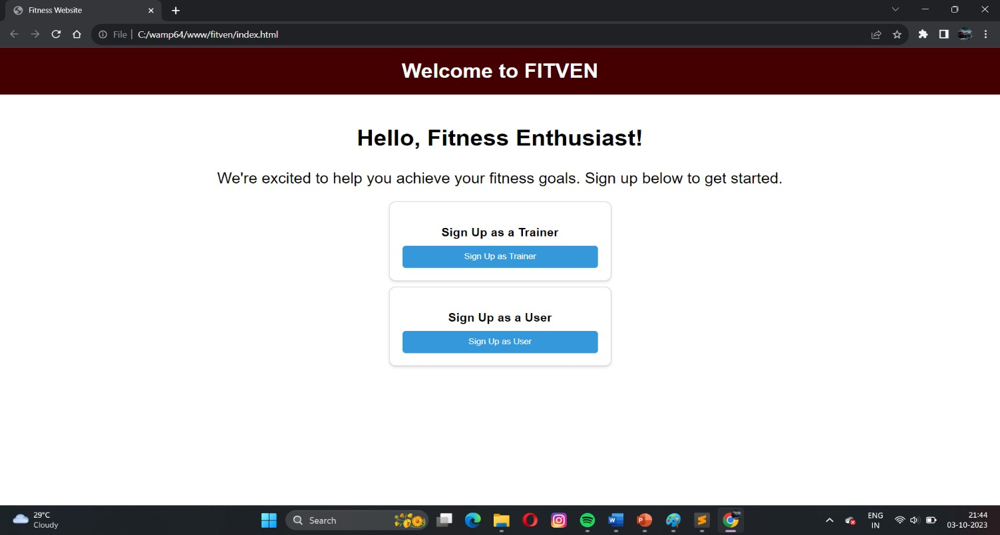 Fitness Website
File
C:/wamp64/www/fitven/index.html
Welcome to FITVEN
Hello, Fitness Enthusiast!
We're excited to help you achieve your fitness goals. Sign up below to get started.
Sign Up as a Trainer
Sign Up as Trainer
Sign Up as a User
Sign Up as User
29°C
Cloudy
Search
ENG
IN
21:44
03-10-2023